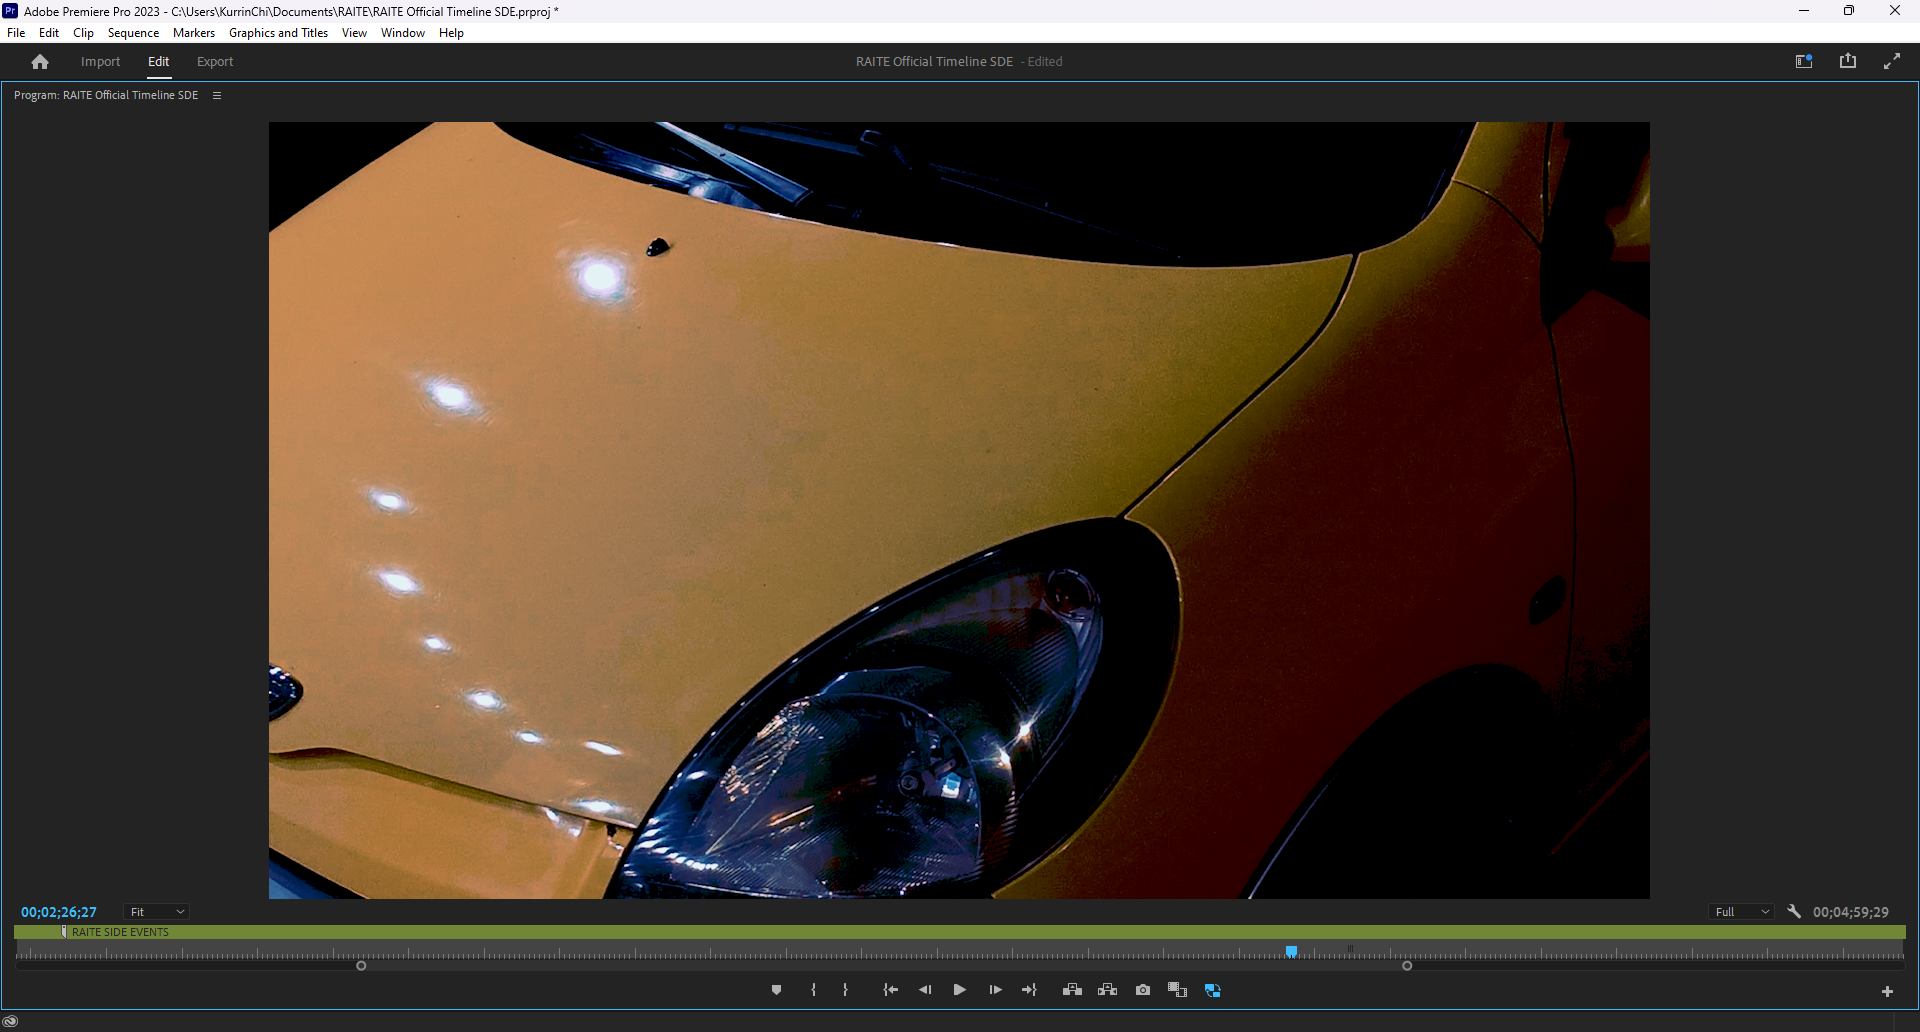 Pr Adobe Premiere Pro 2023 - C:\Users\KurrinChi\Documents\RAITE\RAITE Official Timeline SDE.prproj *
File Edit Clip Sequence Markers Graphics and Titles View Window Help
Import Edit Export RAITE Official Timeline SDE - Edited
Program: RAITE Official Timeline SDE
00;02;26;27 Fit Full 00;04;59;29
RAITE SIDE EVENTS